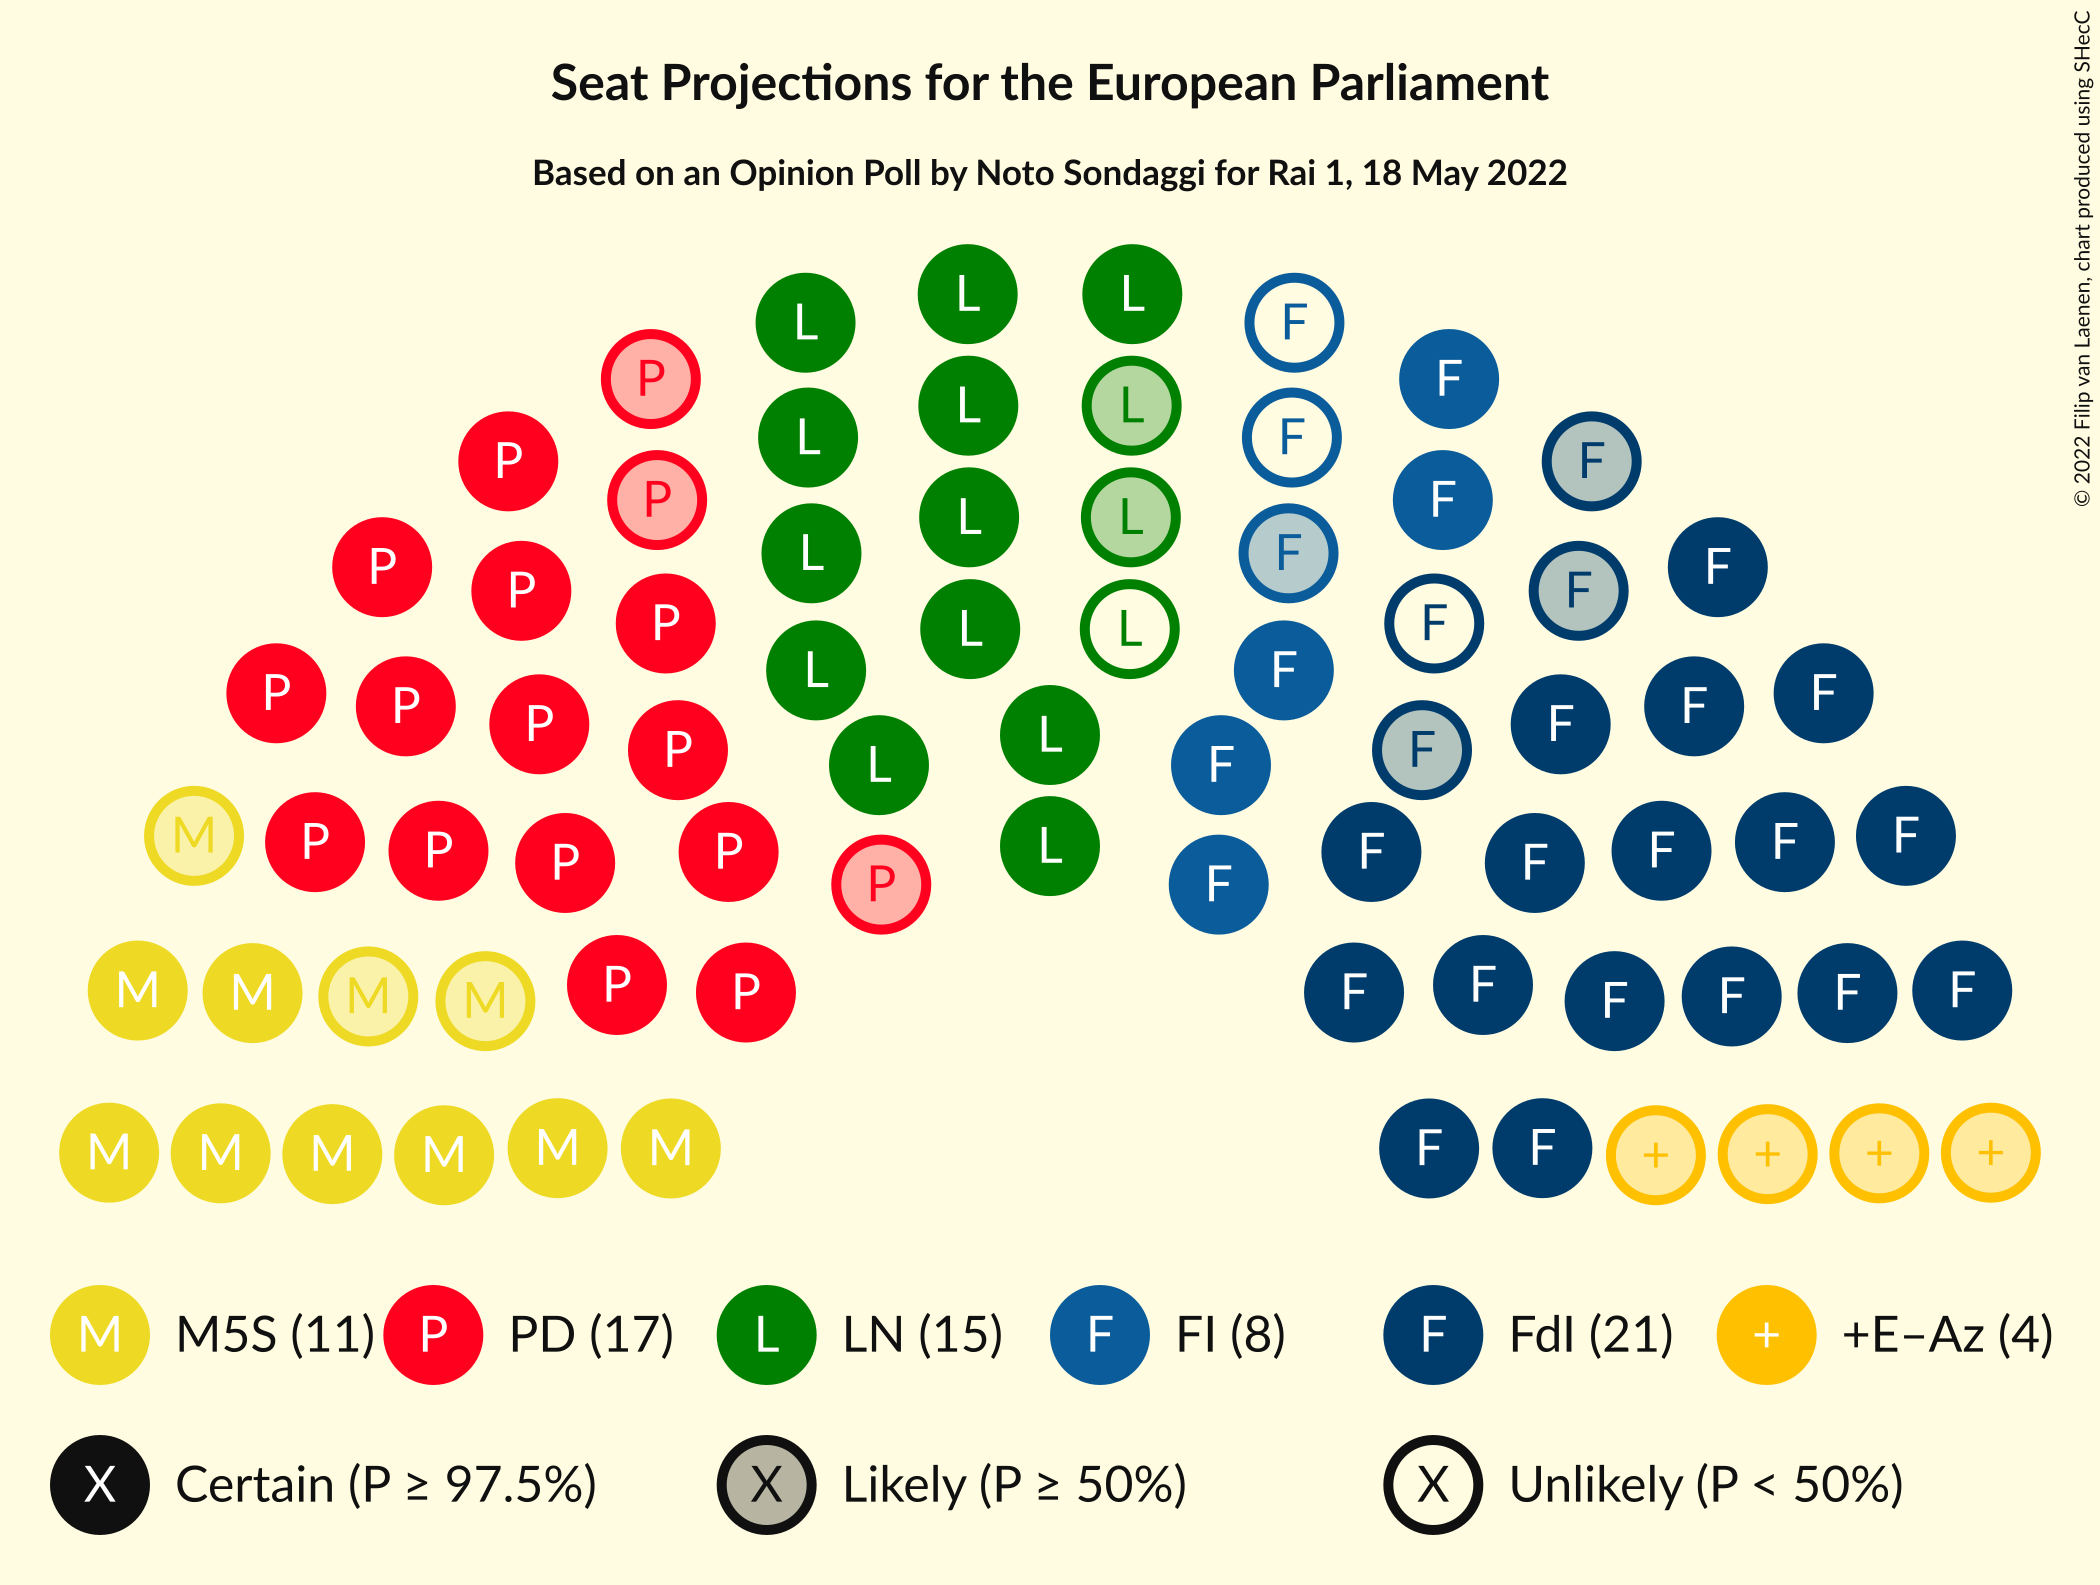 Seat Projections for the European Parliament
Based on an Opinion Poll by Noto Sondaggi for Rai 1, 18 May 2022
© 2022 Filip van Laenen, chart produced using SHecC
L L
L L F
P L L F F
L F
P P F F
P L L F
L F
P P P L F F F
P L L F F
P P P P L F F F F F
L F
M P P P P P L F F F F F F
M M M M P P F F F F F F
M M M M M M F F + + + +
M M5S (11) P PD (17) L LN (15) F FI (8) F FdI (21) + +E–Az (4)
X Certain (P ≥ 97.5%) X Likely (P ≥ 50%) X Unlikely (P < 50%)